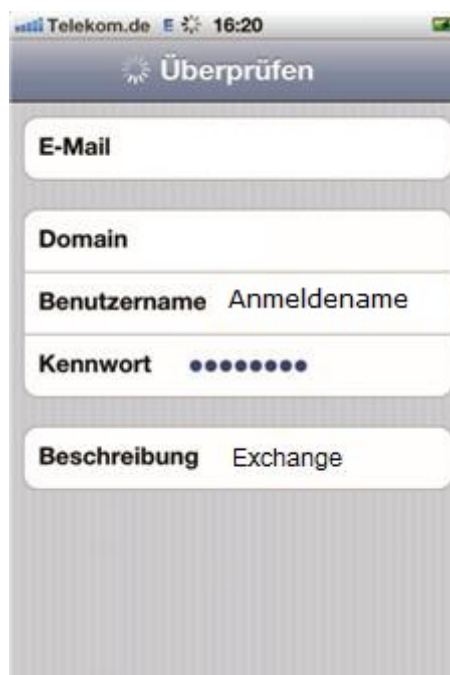 Telekom.de E 16:20
Überprüfen
E-Mail
Domain
Benutzername Anmeldename
Kennwort ●●●●●●●●
Beschreibung Exchange